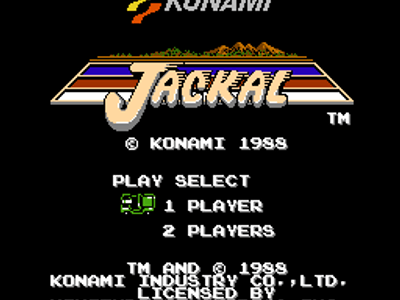 KONAMI
JACKAL
TM
© KONAMI 1988
PLAY SELECT
1 PLAYER
2 PLAYERS
TM AND © 1988
KONAMI INDUSTRY CO.,LTD.
LICENSED BY